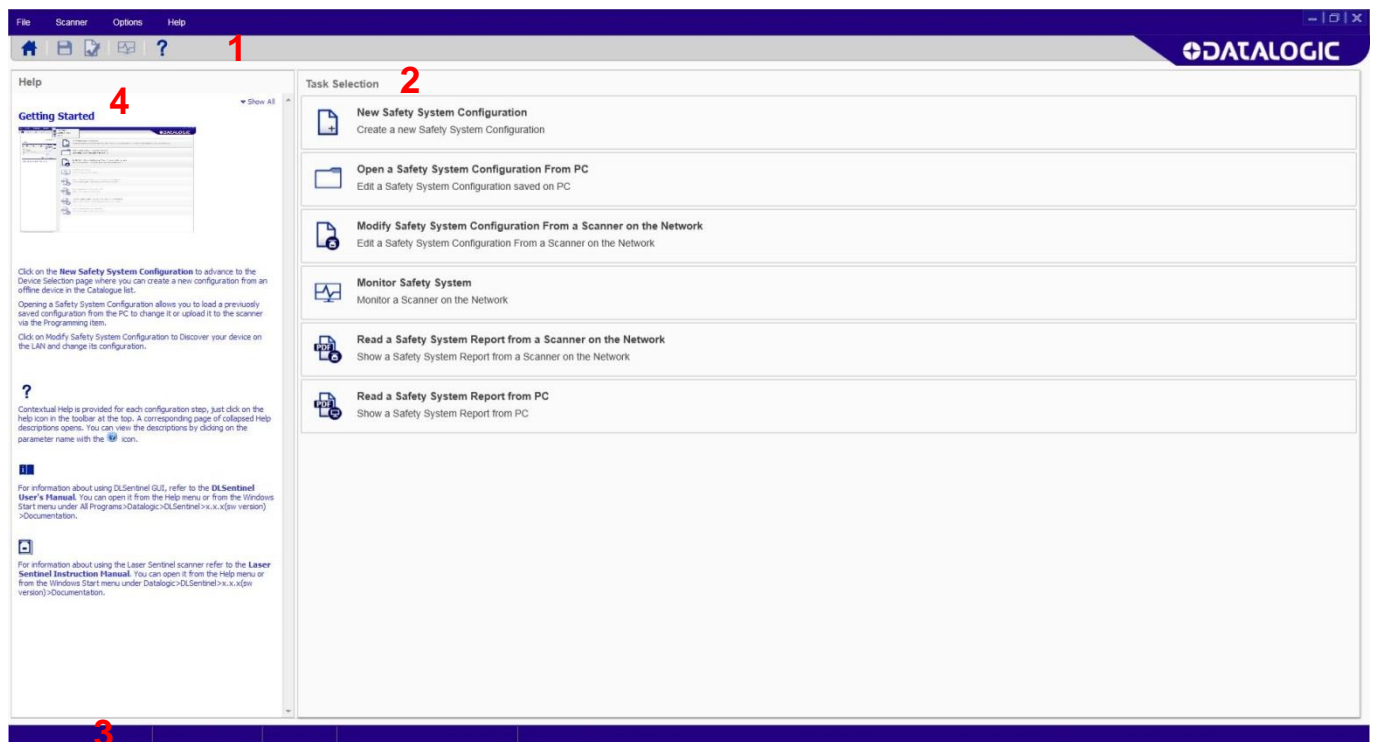 File Scanner Options Help
1
DATALOGIC
Help
4
Show All
Getting Started
Click on the New Safety System Configuration to advance to the
Device Selection page where you can create a new configuration from an
offline device in the Catalogue list.
Opening a Safety System Configuration allows you to load a previuosly
saved configuration from the PC to change it or upload it to the scanner
via the Programming item.
Click on Modify Safety System Configuration to Discover your device on
the LAN and change its configuration.
?
Contextual Help is provided for each configuration step, just click on the
help icon in the toolbar at the top. A corresponding page of collapsed Help
descriptions opens. You can view the descriptions by clicking on the
parameter name with the ? icon.
For information about using DLSentinel GUI, refer to the DLSentinel
User's Manual. You can open it from the Help menu or from the Windows
Start menu under All Programs>Datalogic>DLSentinel>x.x.x(sw version)
>Documentation.
For information about using the Laser Sentinel scanner refer to the Laser
Sentinel Instruction Manual. You can open it from the Help menu or
from the Windows Start menu under Datalogic>DLSentinel>x.x.x(sw
version)>Documentation.
Task Selection 2
New Safety System Configuration
Create a new Safety System Configuration
Open a Safety System Configuration From PC
Edit a Safety System Configuration saved on PC
Modify Safety System Configuration From a Scanner on the Network
Edit a Safety System Configuration From a Scanner on the Network
Monitor Safety System
Monitor a Scanner on the Network
PDF
Read a Safety System Report from a Scanner on the Network
Show a Safety System Report from a Scanner on the Network
PDF
Read a Safety System Report from PC
Show a Safety System Report from PC
3